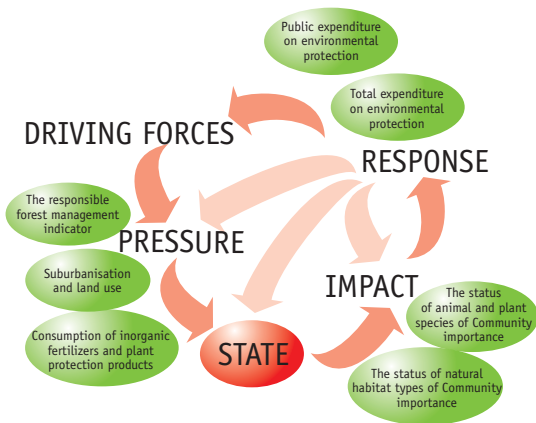 Public expenditure
on environmental
protection
Total expenditure
on environmental
protection
DRIVING FORCES
RESPONSE
The responsible
forest management
indicator
PRESSURE
Suburbanisation
and land use
IMPACT
The status
of animal and plant
species of Community
importance
Consumption of inorganic
fertilizers and plant
protection products
STATE
The status of natural
habitat types of Community
importance